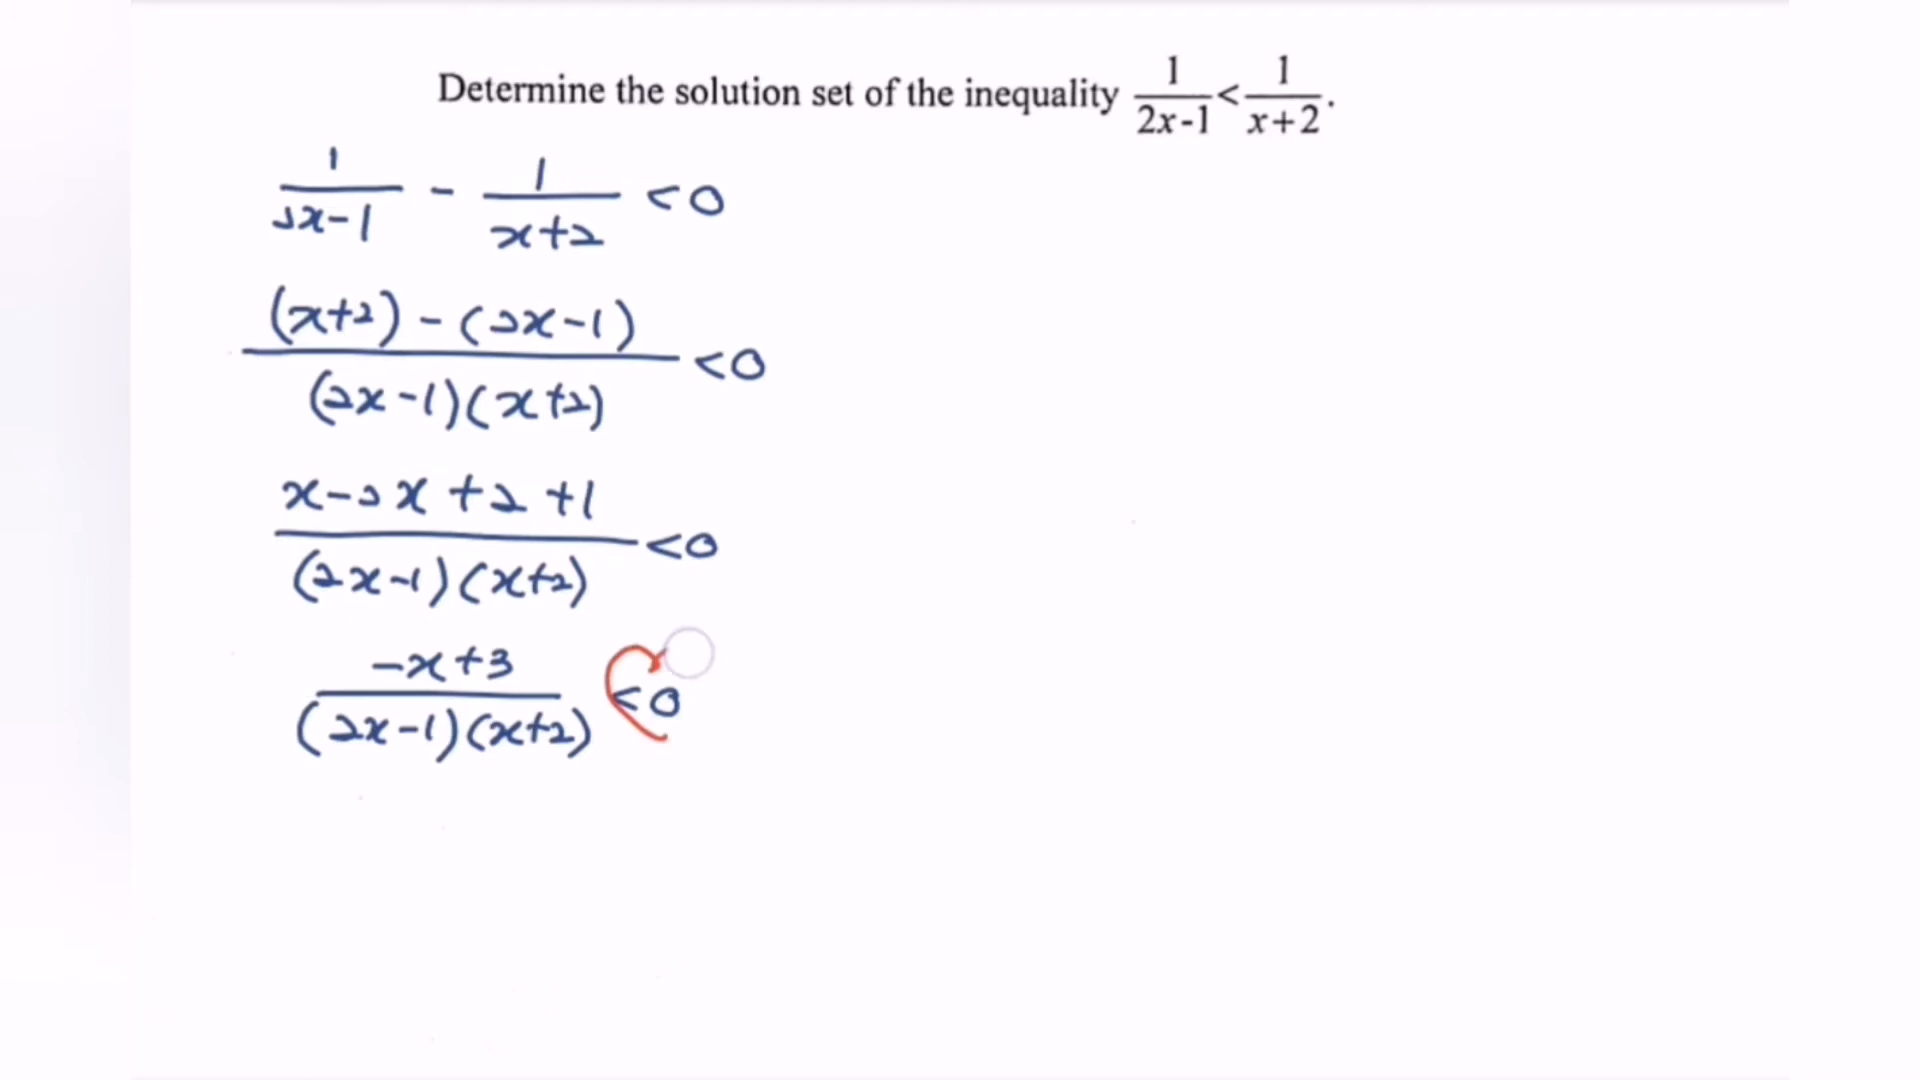 Determine the solution set of the inequality 1/(2x-1) < 1/(x+2).
1/(2x-1) - 1/(x+2) < 0
((x+2) - (2x-1))/((2x-1)(x+2)) < 0
(x-2x+2+1)/((2x-1)(x+2)) < 0
(-x+3)/((2x-1)(x+2)) < 0